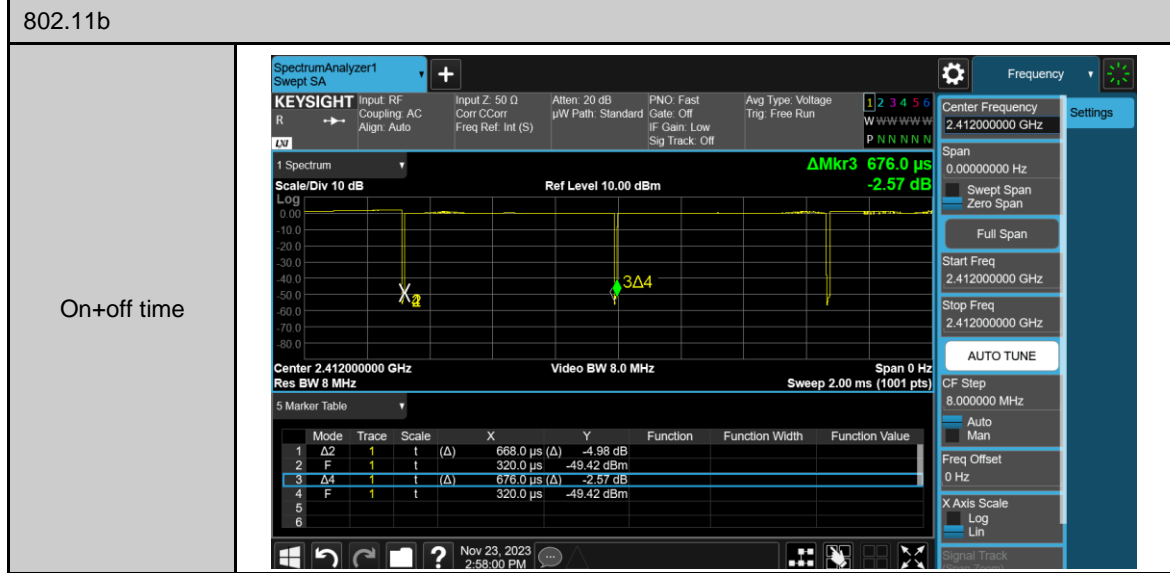 802.11b
On+off time
SpectrumAnalyzer1
Swept SA
+
Frequency
KEYSIGHT Input: RF Input Z: 50 Ω Atten: 20 dB PNO: Fast Avg Type: Voltage 1 2 3 4 5 6
R Coupling: AC Corr CCorr µW Path: Standard Gate: Off Trig: Free Run W W W W W W
Align: Auto Freq Ref: Int (S) IF Gain: Low
LXI Sig Track: Off P N N N N N
1 Spectrum
ΔMkr3 676.0 µs
Scale/Div 10 dB Ref Level 10.00 dBm -2.57 dB
Log
0.00
-10.0
-20.0
-30.0
-40.0
-50.0
-60.0
-70.0
-80.0
X
3Δ4
Center 2.412000000 GHz Video BW 8.0 MHz Span 0 Hz
Res BW 8 MHz Sweep 2.00 ms (1001 pts)
5 Marker Table
Mode Trace Scale X Y Function Function Width Function Value
1 Δ2 1 t (Δ) 668.0 µs (Δ) -4.98 dB
2 F 1 t 320.0 µs -49.42 dBm
3 Δ4 1 t (Δ) 676.0 µs (Δ) -2.57 dB
4 F 1 t 320.0 µs -49.42 dBm
5
6
? Nov 23, 2023
2:58:00 PM
Center Frequency
2.412000000 GHz
Settings
Span
0.00000000 Hz
Swept Span
Zero Span
Full Span
Start Freq
2.412000000 GHz
Stop Freq
2.412000000 GHz
AUTO TUNE
CF Step
8.000000 MHz
Auto
Man
Freq Offset
0 Hz
X Axis Scale
Log
Lin
Signal Track
(Span Zoom)